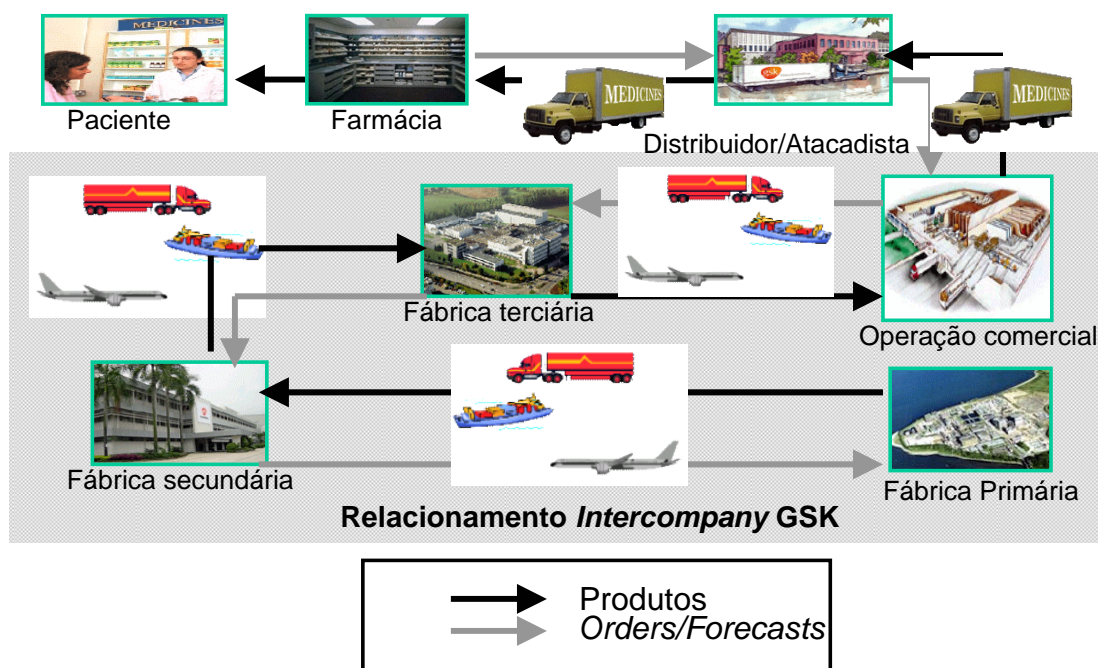 MEDICINES
Paciente
Farmácia
MEDICINES
gsk
MEDICINES
Distribuidor/Atacadista
Fábrica terciária
Operação comercial
Fábrica secundária
Fábrica Primária
Relacionamento Intercompany GSK
Produtos
Orders/Forecasts